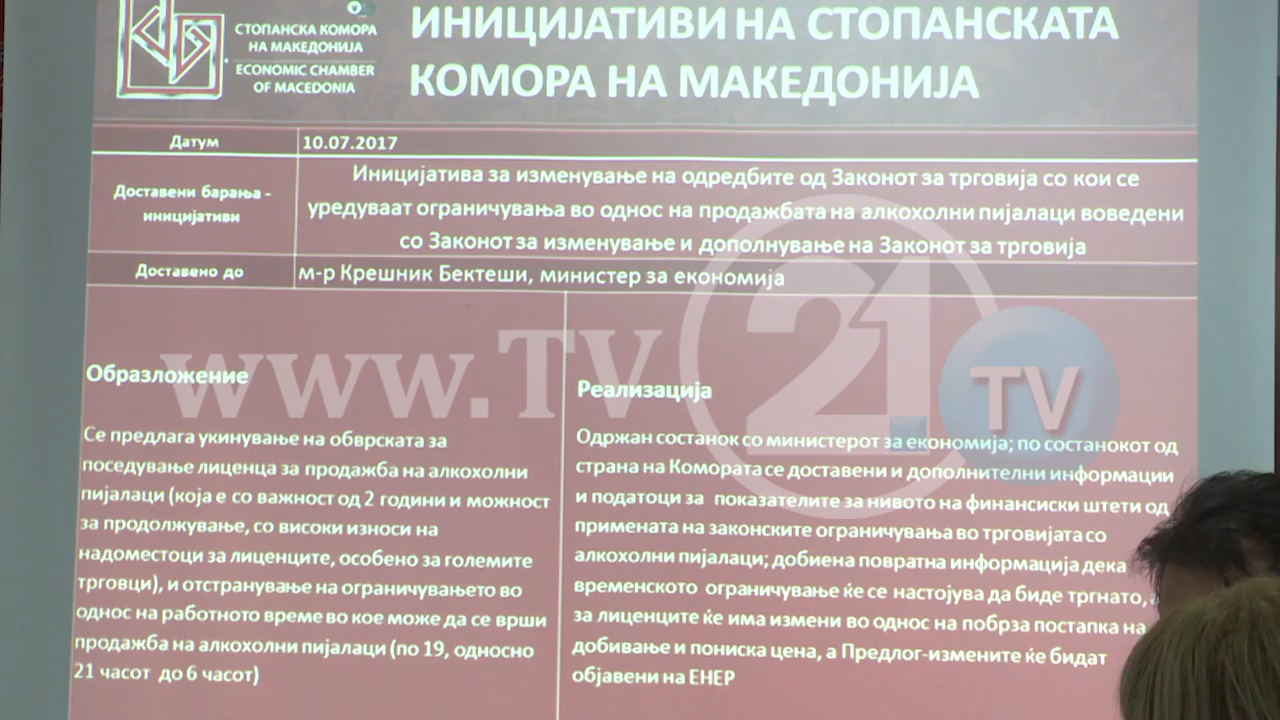 СТОПАНСКА КОМОРА
НА МАКЕДОНИЈА
ECONOMIC CHAMBER
OF MACEDONIA
ИНИЦИЈАТИВИ НА СТОПАНСКАТА
КОМОРА НА МАКЕДОНИЈА
Датум
10.07.2017
Доставени барања -
иницијативи
Иницијатива за изменување на одредбите од Законот за трговија со кои се
уредуваат ограничувања во однос на продажбата на алкохолни пијалаци воведени
со Законот за изменување и дополнување на Законот за трговија
Доставено до
м-р Крешник Бектеши, министер за економија
www.TV
21
TV
Образложение
Се предлага укинување на обврската за
поседување лиценца за продажба на алкохолни
пијалаци (која е со важност од 2 години и можност
за продолжување, со високи износи на
надоместоци за лиценците, особено за големите
трговци), и отстранување на ограничувањето во
однос на работното време во кое може да се врши
продажба на алкохолни пијалаци (по 19, односно
21 часот до 6 часот)
Реализација
Одржан состанок со министерот за економија; по состанокот од
страна на Комората се доставени и дополнителни информации
и податоци за показателите за нивото на финансиски штети од
примената на законските ограничувања во трговијата со
алкохолни пијалаци; добиена повратна информација дека
временското ограничување ќе се настојува да биде тргнато,
за лиценците ќе има измени во однос на побрза постапка на
добивање и пониска цена, а Предлог-измените ќе бидат
објавени на ЕНЕР